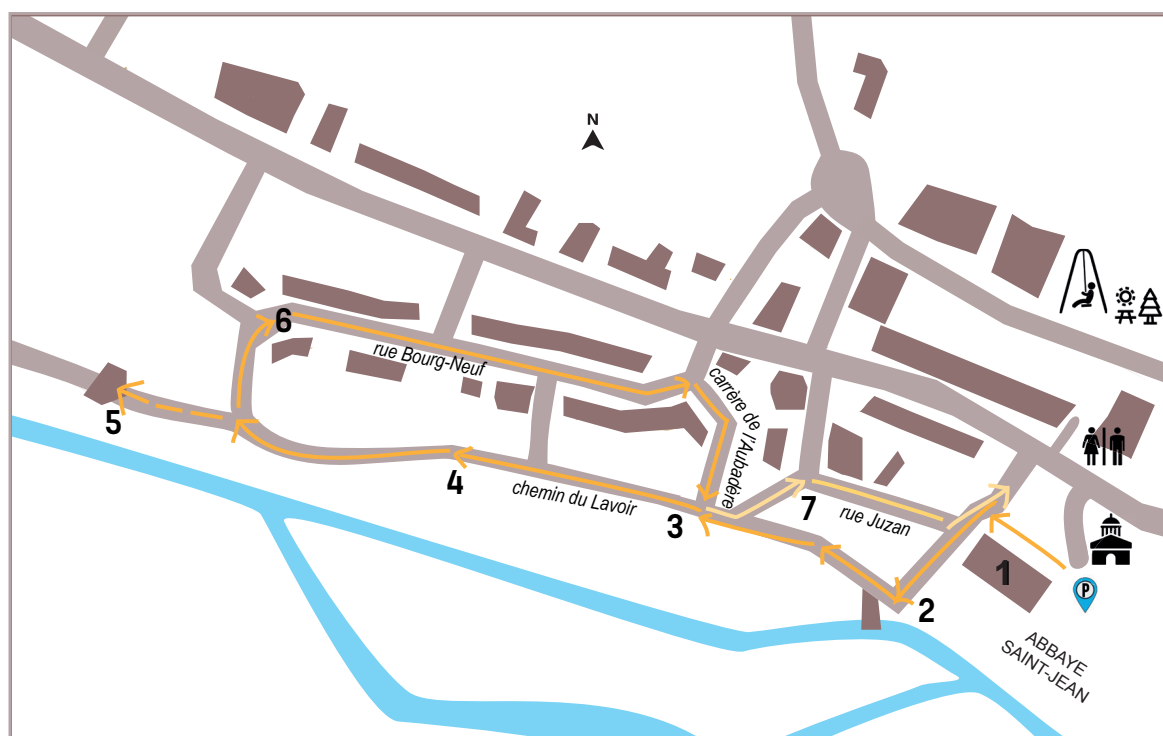 N
6
rue Bourg-Neuf
carrère de l'Aubadère
5
4
chemin du Lavoir
3
7
rue Juzan
1
2
P
ABBAYE
SAINT-JEAN